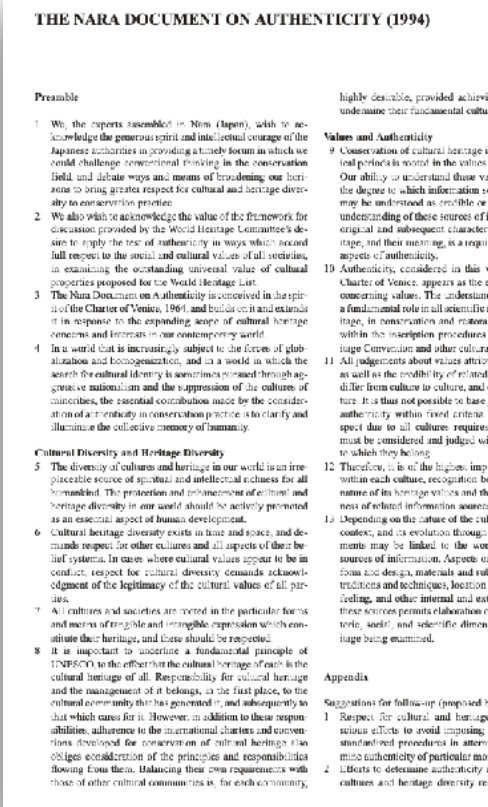 THE NARA DOCUMENT ON AUTHENTICITY (1994)
Preamble
1 We, the experts assembled in Nara (Japan), wish to ac-
knowledge the generous spirit and intellectual courage of the
Japanese authorities in providing a timely forum in which we
could challenge conventional thinking in the conservation
field, and debate ways and means of broadening our hori-
zons to bring greater respect for cultural and heritage diver-
sity to conservation practice
2 We also wish to acknowledge the value of the framework for
discussion provided by the World Heritage Committee's de-
sire to apply the test of authenticity in ways which accord
full respect to the social and cultural values of all societies,
in examining the outstanding universal value of cultural
properties proposed for the World Heritage List.
3 The Nara Document on Authenticity is conceived in the spir-
it of the Charter of Venice, 1964, and builds on it and extends
it in response to the expanding scope of cultural heritage
concerns and interests in our contemporary world.
4 In a world that is increasingly subject to the forces of glob-
alization and homogenization, and in a world in which the
search for cultural identity is sometimes pursued through ag-
gressive nationalism and the suppression of the cultures of
minorities, the essential contribution made by the consider-
ation of authenticity in conservation practice is to clarify and
illuminate the collective memory of humanity.
Cultural Diversity and Heritage Diversity
5 The diversity of cultures and heritage in our world is an irre-
placeable source of spiritual and intellectual richness for all
humankind. The protection and enhancement of cultural and
heritage diversity in our world should be actively promoted
as an essential aspect of human development.
6 Cultural heritage diversity exists in time and space, and de-
mands respect for other cultures and all aspects of their be-
lief systems. In cases where cultural values appear to be in
conflict, respect for cultural diversity demands acknowl-
edgment of the legitimacy of the cultural values of all par-
ties.
7 All cultures and societies are rooted in the particular forms
and means of tangible and intangible expression which con-
stitute their heritage, and these should be respected.
8 It is important to underline a fundamental principle of
UNESCO, to the effect that the cultural heritage of each is the
cultural heritage of all. Responsibility for cultural heritage
and the management of it belongs, in the first place, to the
cultural community that has generated it, and subsequently to
that which cares for it. However, in addition to these respon-
sibilities, adherence to the international charters and conven-
tions developed for conservation of cultural heritage also
obliges consideration of the principles and responsibilities
flowing from them. Balancing their own requirements with
those of other cultural communities is, for each community,
highly desirable, provided achievi
undermine their fundamental cultu
Values and Authenticity
9 Conservation of cultural heritage i
ical periods is rooted in the values
Our ability to understand these va
the degree to which information s
may be understood as credible or
understanding of these sources of i
original and subsequent character
itage, and their meaning, is a requi
aspects of authenticity.
10 Authenticity, considered in this w
Charter of Venice, appears as the e
concerning values. The understand
a fundamental role in all scientific s
itage, in conservation and restora
within the inscription procedures
itage Convention and other cultura
11 All judgements about values attrib
as well as the credibility of related
differ from culture to culture, and
ture. It is thus not possible to base
authenticity within fixed criteria
spect due to all cultures requires
must be considered and judged wi
to which they belong
12 Therefore, it is of the highest imp
within each culture, recognition be
nature of its heritage values and th
ness of related information sources
13 Depending on the nature of the cul
context, and its evolution through
ments may be linked to the wor
sources of information. Aspects o
form and design, materials and sub
traditions and techniques, location
feeling, and other internal and ext
these sources permits elaboration o
toric, social, and scientific dimen
itage being examined.
Appendix
Suggestions for follow-up (proposed b
1 Respect for cultural and heritage
scious efforts to avoid imposing
standardized procedures in attem
mine authenticity of particular mo
2 Efforts to determine authenticity i
cultures and heritage diversity re